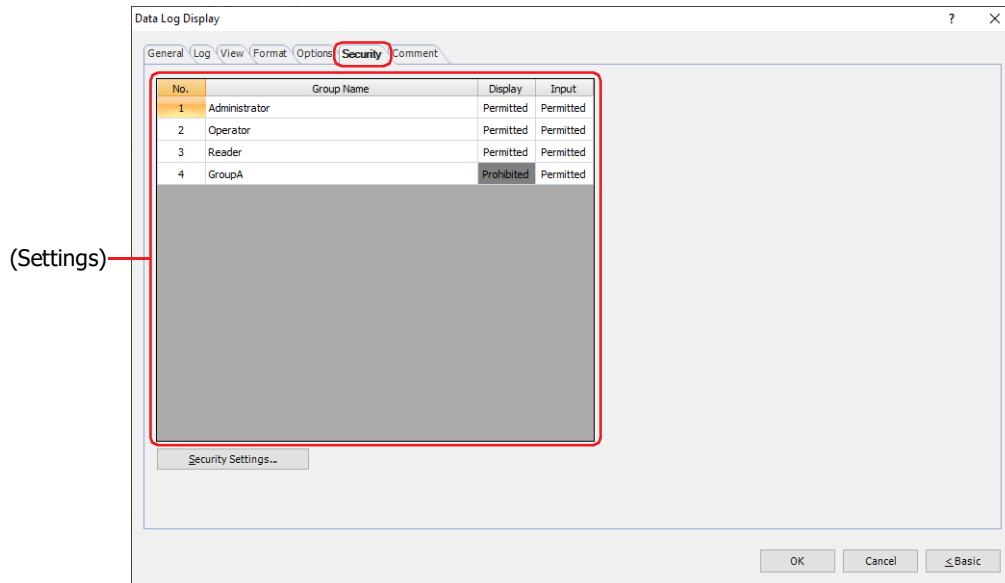 Data Log Display ? ×
General Log View Format Options Security Comment
No. Group Name Display Input
1 Administrator Permitted Permitted
2 Operator Permitted Permitted
3 Reader Permitted Permitted
4 GroupA Prohibited Permitted
(Settings)
Security Settings...
OK Cancel < Basic